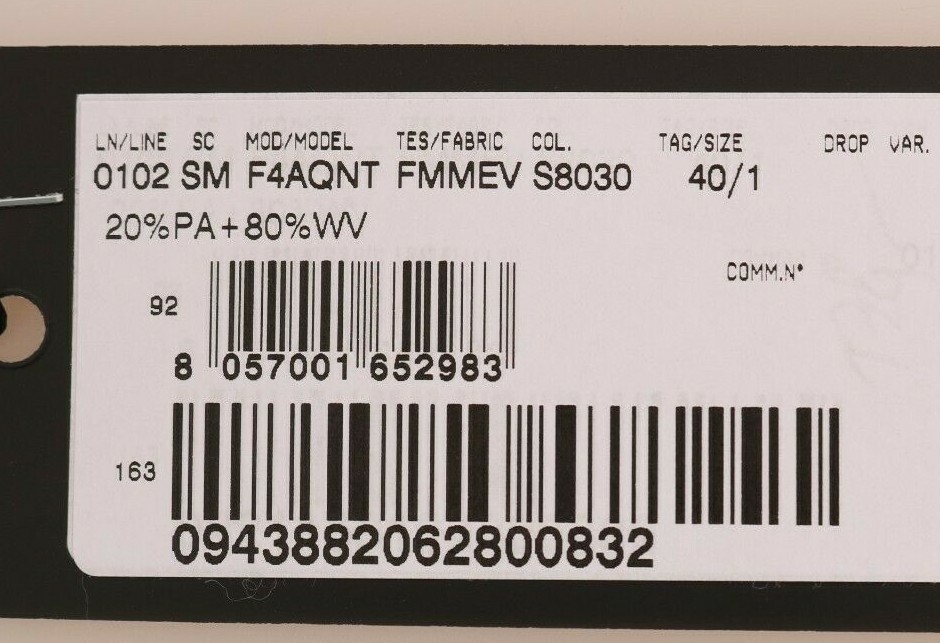 LN/LINE SC MOD/MODEL TES/FABRIC COL. TAG/SIZE DROP VAR.
0102 SM F4AQNT FMMEV S8030 40/1
20%PA+80%WV
COMM.N°
92
8 057001 652983
163
0943882062800832